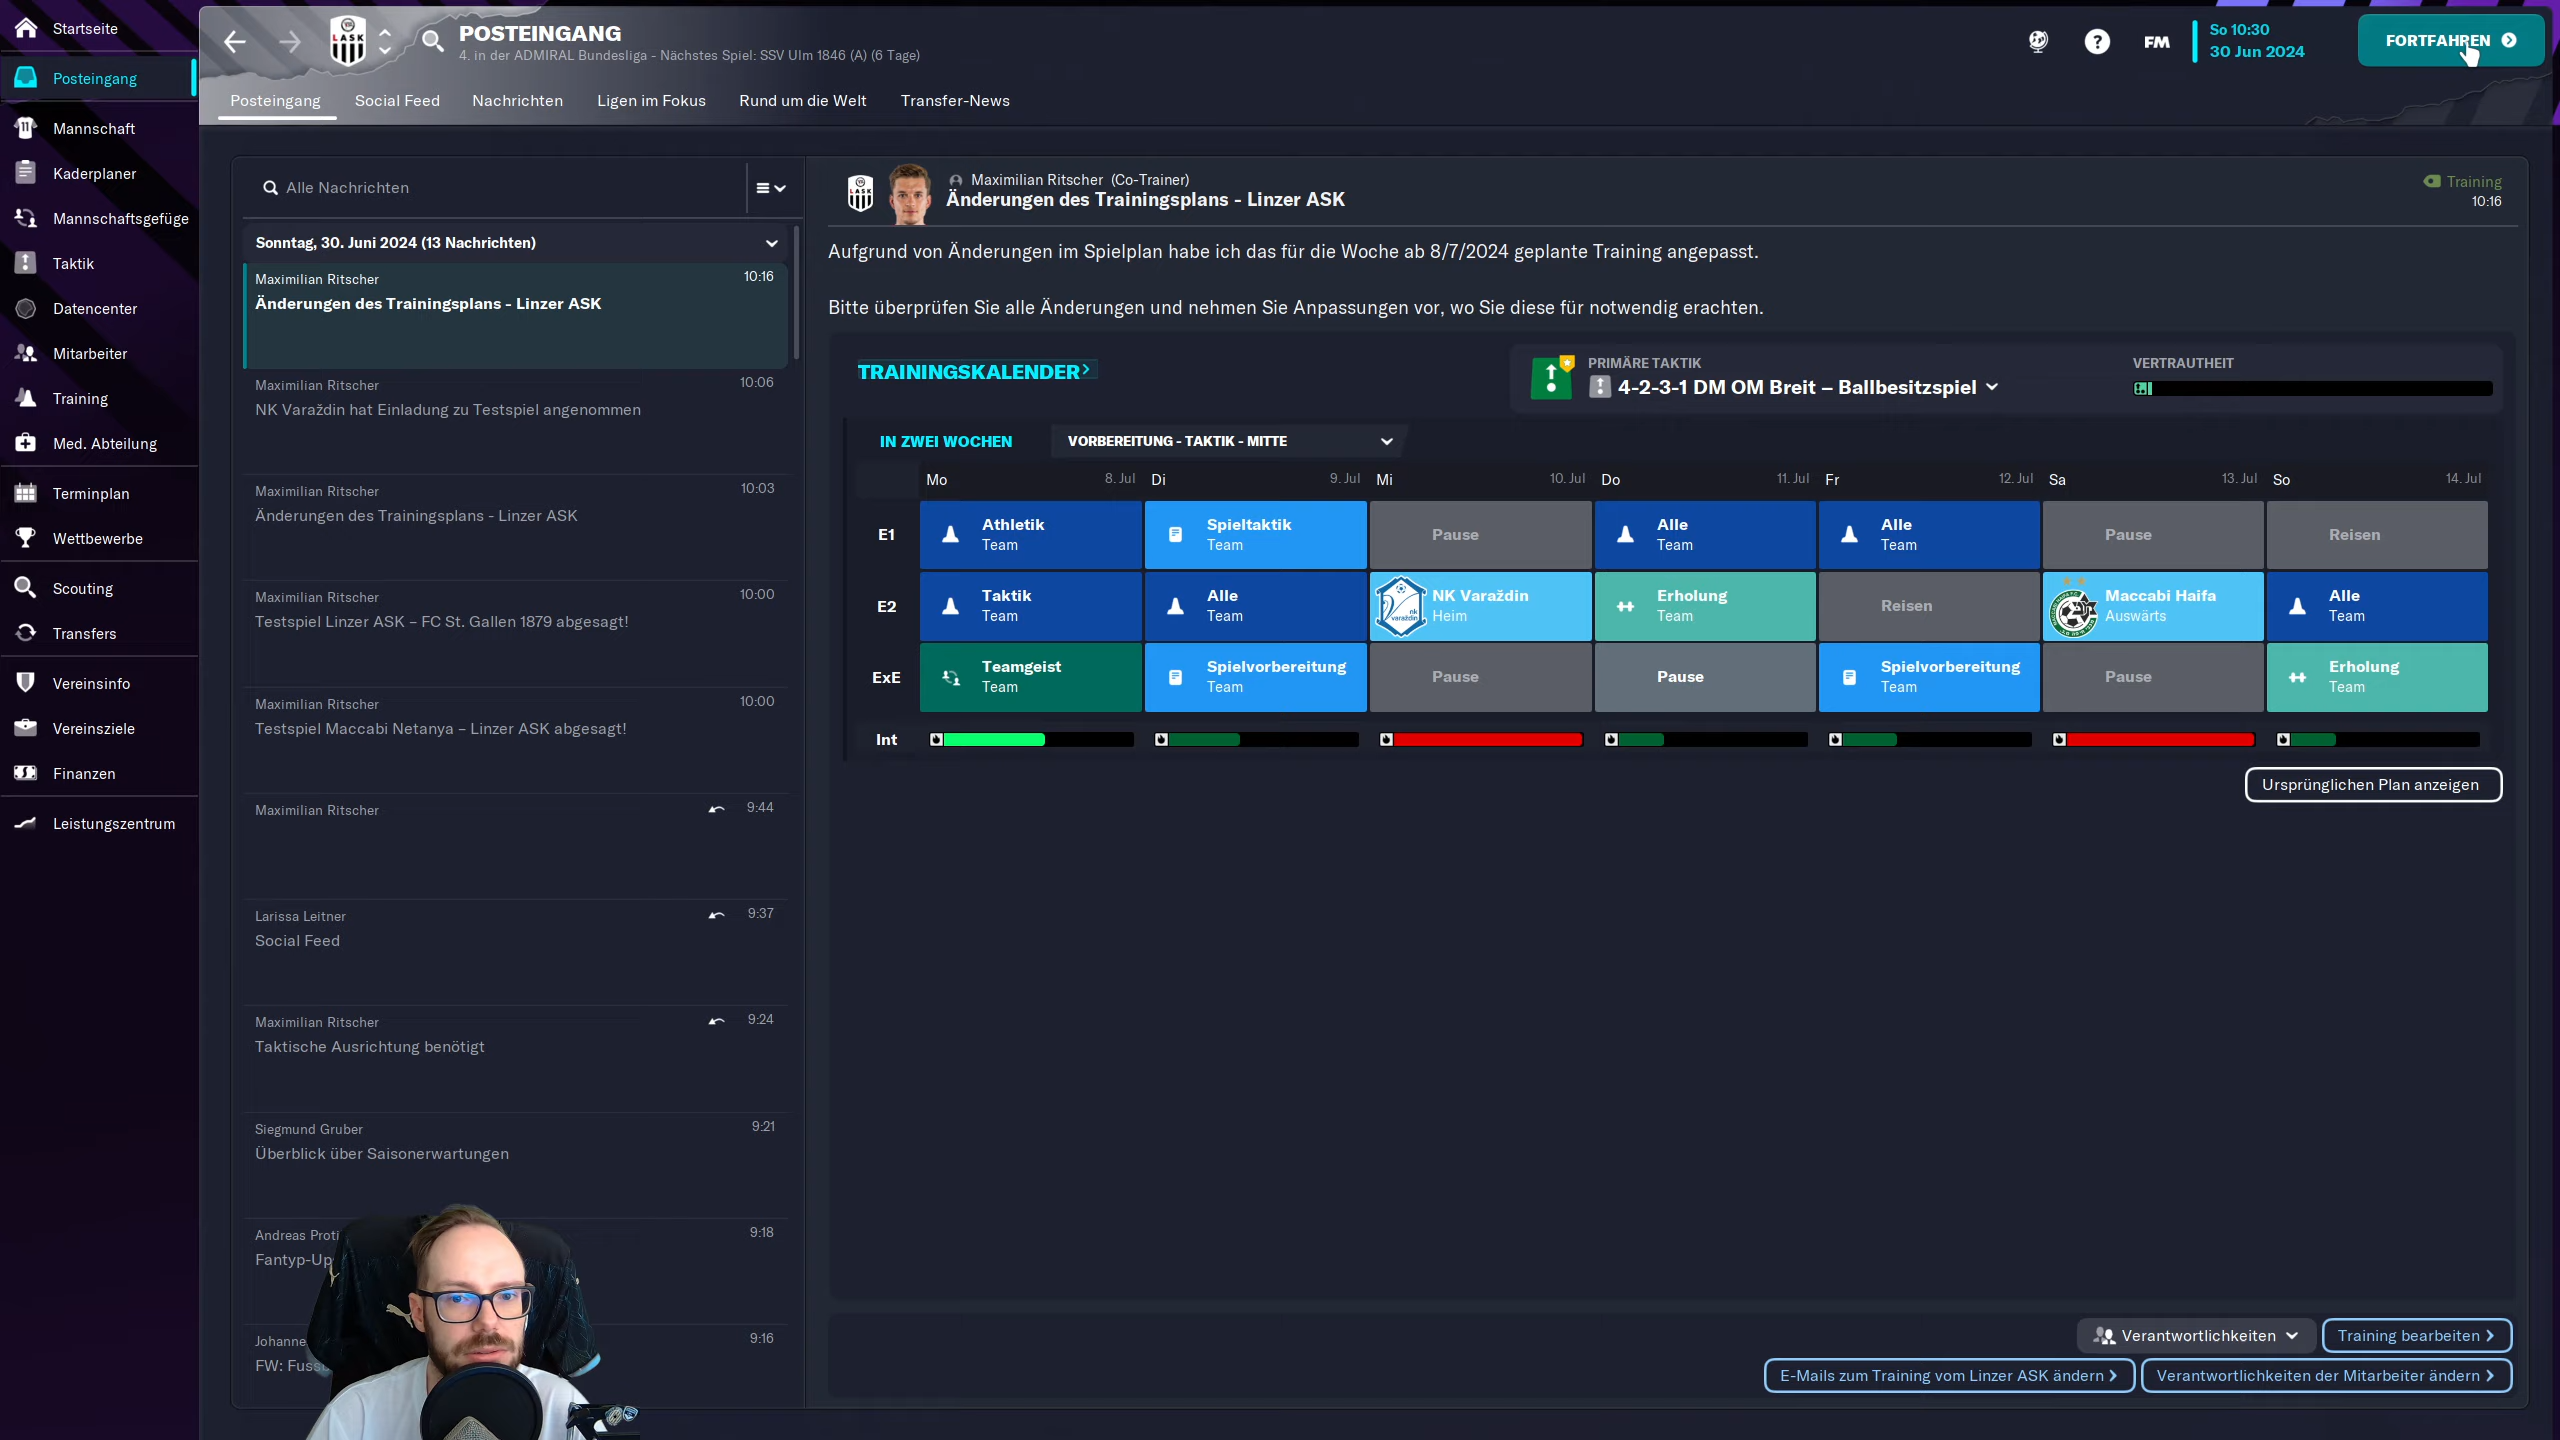 Startseite
Posteingang
Mannschaft
Kaderplaner
Mannschaftsgefüge
Taktik
Datencenter
Mitarbeiter
Training
Med. Abteilung
Terminplan
Wettbewerbe
Scouting
Transfers
Vereinsinfo
Vereinsziele
Finanzen
Leistungszentrum
LASK
POSTEINGANG
4. in der ADMIRAL Bundesliga - Nächstes Spiel: SSV Ulm 1846 (A) (6 Tage)
FM
So 10:30
30 Jun 2024
FORTFAHREN
Posteingang
Social Feed
Nachrichten
Ligen im Fokus
Rund um die Welt
Transfer-News
Alle Nachrichten
Sonntag, 30. Juni 2024 (13 Nachrichten)
Maximilian Ritscher 10:16
Änderungen des Trainingsplans - Linzer ASK
Maximilian Ritscher 10:06
NK Varaždin hat Einladung zu Testspiel angenommen
Maximilian Ritscher 10:03
Änderungen des Trainingsplans - Linzer ASK
Maximilian Ritscher 10:00
Testspiel Linzer ASK – FC St. Gallen 1879 abgesagt!
Maximilian Ritscher 10:00
Testspiel Maccabi Netanya – Linzer ASK abgesagt!
Maximilian Ritscher 9:44
Larissa Leitner 9:37
Social Feed
Maximilian Ritscher 9:24
Taktische Ausrichtung benötigt
Siegmund Gruber 9:21
Überblick über Saisonerwartungen
Andreas Proti 9:18
Fantyp-Up
Johanne 9:16
FW: Fuss
LASK
Maximilian Ritscher (Co-Trainer)
Änderungen des Trainingsplans - Linzer ASK
Training
10:16
Aufgrund von Änderungen im Spielplan habe ich das für die Woche ab 8/7/2024 geplante Training angepasst.
Bitte überprüfen Sie alle Änderungen und nehmen Sie Anpassungen vor, wo Sie diese für notwendig erachten.
TRAININGSKALENDER
PRIMÄRE TAKTIK
4-2-3-1 DM OM Breit – Ballbesitzspiel
VERTRAUTHEIT
IN ZWEI WOCHEN
VORBEREITUNG - TAKTIK - MITTE
Mo 8. Jul Di 9. Jul Mi 10. Jul Do 11. Jul Fr 12. Jul Sa 13. Jul So 14. Jul
E1
Athletik Spieltaktik Pause Alle Alle Pause Reisen
Team Team Team Team
E2
Taktik Alle NK Varaždin Erholung Reisen Maccabi Haifa Alle
Team Team Heim Team Auswärts Team
ExE
Teamgeist Spielvorbereitung Pause Pause Spielvorbereitung Pause Erholung
Team Team Team Team
Int
Ursprünglichen Plan anzeigen
Verantwortlichkeiten
Training bearbeiten
E-Mails zum Training vom Linzer ASK ändern
Verantwortlichkeiten der Mitarbeiter ändern